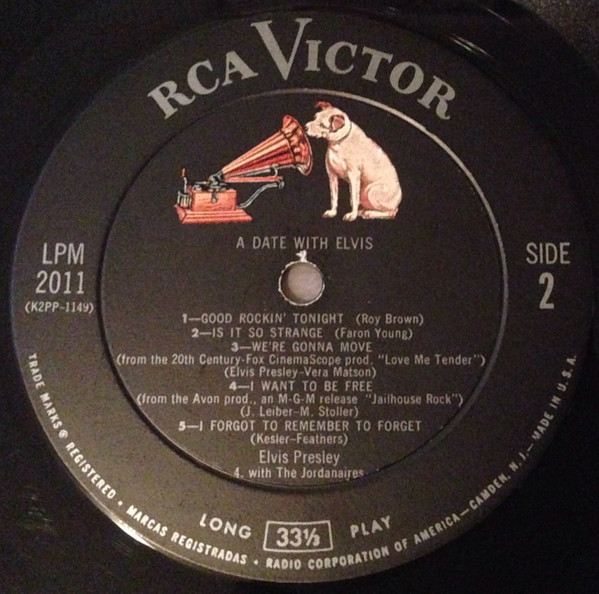 RCA VICTOR
A DATE WITH ELVIS
LPM
2011
(K2PP-1149)
SIDE
2
1—GOOD ROCKIN' TONIGHT (Roy Brown)
2—IS IT SO STRANGE (Faron Young)
3—WE'RE GONNA MOVE
(from the 20th Century-Fox CinemaScope prod. "Love Me Tender")
(Elvis Presley-Vera Matson)
4—I WANT TO BE FREE
(from the Avon prod., an M-G-M release "Jailhouse Rock")
(J. Leiber-M. Stoller)
5—I FORGOT TO REMEMBER TO FORGET
(Kesler-Feathers)
Elvis Presley
4. with The Jordanaires
LONG 33⅓ PLAY
TRADE MARKS ® REGISTERED • MARCAS REGISTRADAS • RADIO CORPORATION OF AMERICA—CAMDEN, N.J.—MADE IN U.S.A.